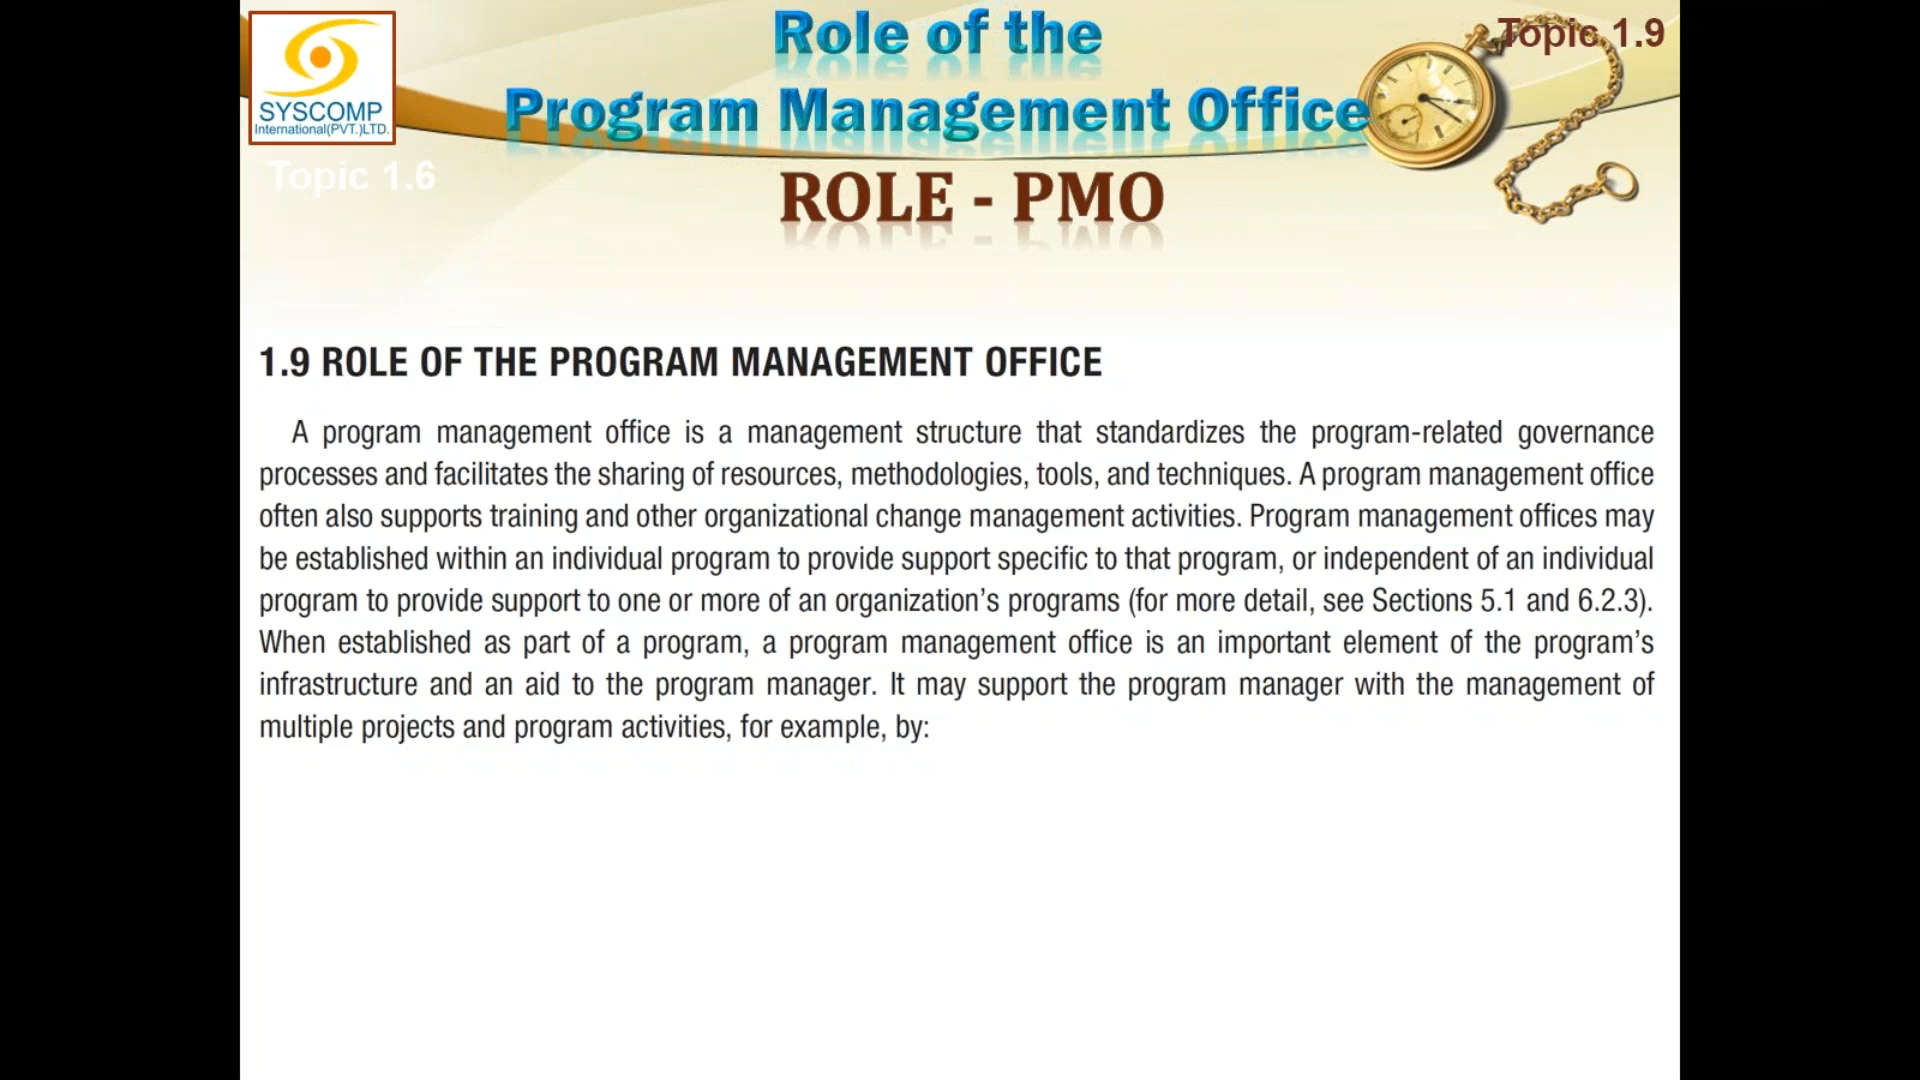 Role of the
Topic 1.9
Program Management Office
SYSCOMP
International(PVT.)LTD.
Topic 1.6
ROLE - PMO
1.9 ROLE OF THE PROGRAM MANAGEMENT OFFICE
A program management office is a management structure that standardizes the program-related governance
processes and facilitates the sharing of resources, methodologies, tools, and techniques. A program management office
often also supports training and other organizational change management activities. Program management offices may
be established within an individual program to provide support specific to that program, or independent of an individual
program to provide support to one or more of an organization’s programs (for more detail, see Sections 5.1 and 6.2.3).
When established as part of a program, a program management office is an important element of the program’s
infrastructure and an aid to the program manager. It may support the program manager with the management of
multiple projects and program activities, for example, by: